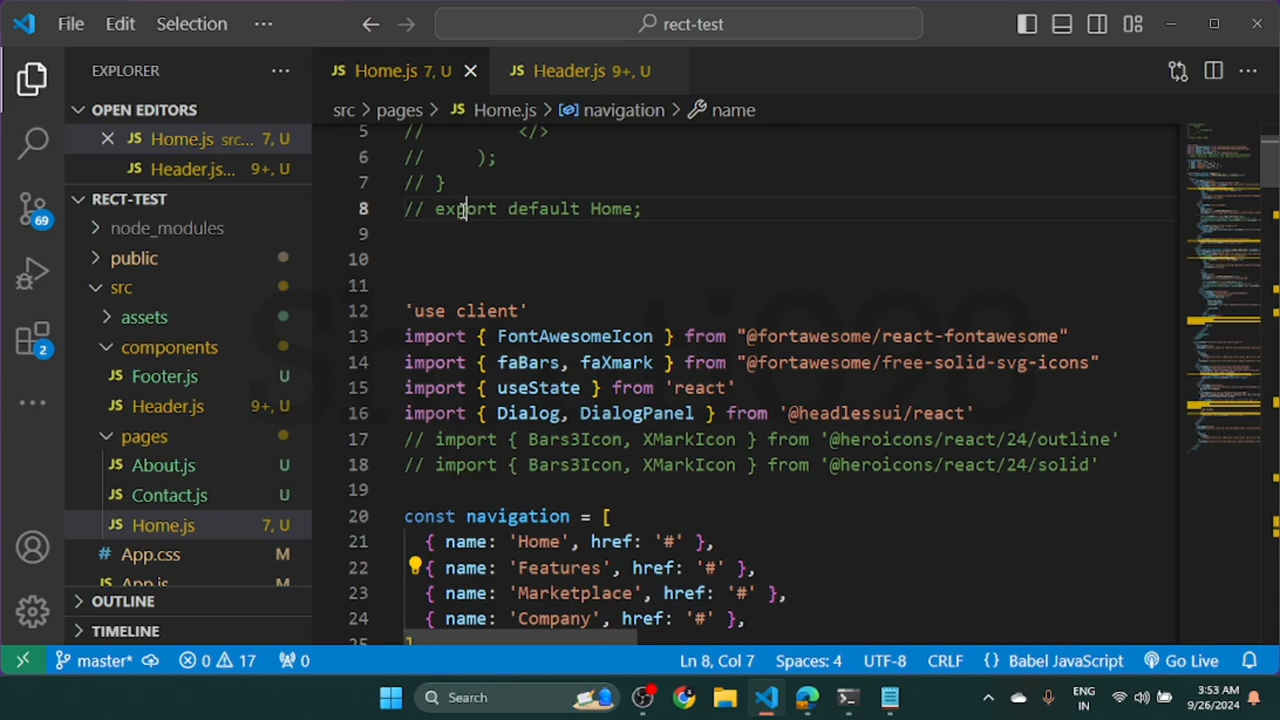 File Edit Selection ··· rect-test
EXPLORER ···
Home.js 7, U
Header.js 9+, U
OPEN EDITORS
Home.js src... 7, U
Header.js... 9+, U
RECT-TEST
node_modules
public
src
assets
components
Footer.js U
Header.js 9+, U
pages
About.js U
Contact.js U
Home.js 7, U
# App.css M
App.js M
OUTLINE
TIMELINE
69
2
src > pages > JS Home.js > navigation > name
5 // </>
6 // );
7 // }
8 // export default Home;
9
10
11
12 'use client'
13 import { FontAwesomeIcon } from "@fortawesome/react-fontawesome"
14 import { faBars, faXmark } from "@fortawesome/free-solid-svg-icons"
15 import { useState } from 'react'
16 import { Dialog, DialogPanel } from '@headlessui/react'
17 // import { Bars3Icon, XMarkIcon } from '@heroicons/react/24/outline'
18 // import { Bars3Icon, XMarkIcon } from '@heroicons/react/24/solid'
19
20 const navigation = [
21 { name: 'Home', href: '#' },
22 { name: 'Features', href: '#' },
23 { name: 'Marketplace', href: '#' },
24 { name: 'Company', href: '#' },
25 ]
master* 0 17 0 Ln 8, Col 7 Spaces: 4 UTF-8 CRLF {} Babel JavaScript Go Live
Search
ENG
IN
3:53 AM
9/26/2024